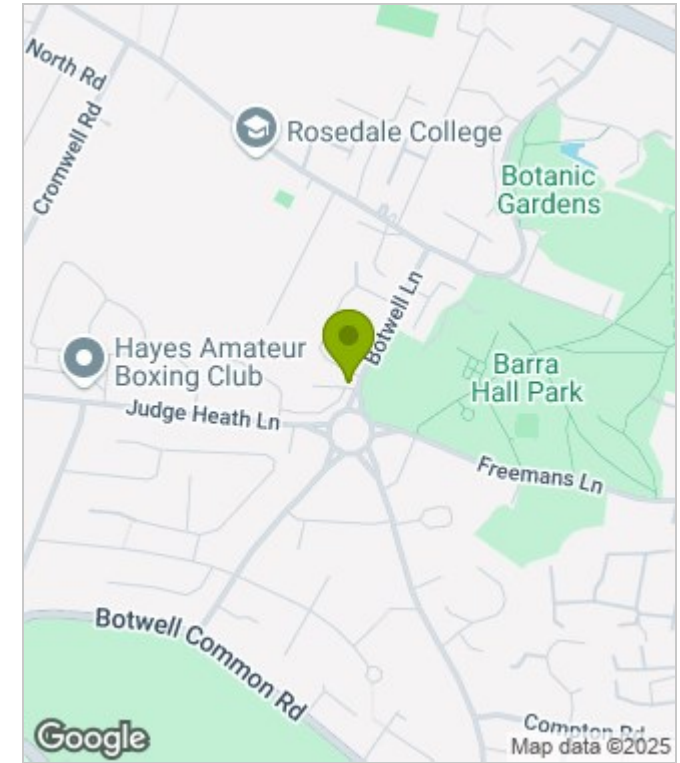 North Rd
Cromwell Rd
Rosedale College
Botanic
Gardens
Botwell Ln
Hayes Amateur
Boxing Club
Barra
Hall Park
Judge Heath Ln
Freemans Ln
Botwell Common Rd
Compton Rd
Google
Map data ©2025